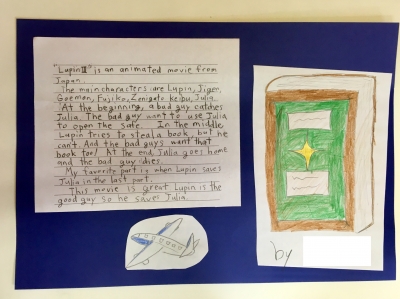 "Lupin III" is an animated movie from
Japan.
The main characters are Lupin, Jigen,
Goemon, Fujiko, Zenigata keibu, Julia.
At the beginning, a bad guy catches
Julia. The bad guy want to use Julia
to open the safe. In the middle
Lupin tries to steal a book, but he
can't. And the bad guys want that
book too! At the end Julia goes home
and the bad guy dies.
My favorite part is when Lupin saves
Julia in the last part.
This movie is great Lupin is the
good guy so he saves Julia.
by